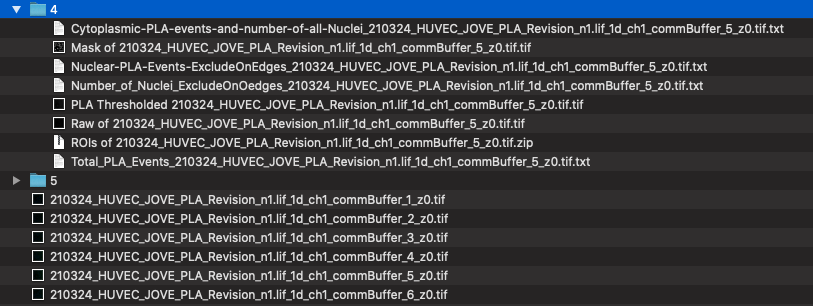 4
Cytoplasmic-PLA-events-and-number-of-all-Nuclei_210324_HUVEC_JOVE_PLA_Revision_n1.lif_1d_ch1_commBuffer_5_z0.tif.txt
Mask of 210324_HUVEC_JOVE_PLA_Revision_n1.lif_1d_ch1_commBuffer_5_z0.tif.tif
Nuclear-PLA-Events-ExcludeOnEdges_210324_HUVEC_JOVE_PLA_Revision_n1.lif_1d_ch1_commBuffer_5_z0.tif.txt
Number_of_Nuclei_ExcludeOnOedges_210324_HUVEC_JOVE_PLA_Revision_n1.lif_1d_ch1_commBuffer_5_z0.tif.txt
PLA Thresholded 210324_HUVEC_JOVE_PLA_Revision_n1.lif_1d_ch1_commBuffer_5_z0.tif.tif
Raw of 210324_HUVEC_JOVE_PLA_Revision_n1.lif_1d_ch1_commBuffer_5_z0.tif.tif
ROIs of 210324_HUVEC_JOVE_PLA_Revision_n1.lif_1d_ch1_commBuffer_5_z0.tif.zip
Total_PLA_Events_210324_HUVEC_JOVE_PLA_Revision_n1.lif_1d_ch1_commBuffer_5_z0.tif.txt
5
210324_HUVEC_JOVE_PLA_Revision_n1.lif_1d_ch1_commBuffer_1_z0.tif
210324_HUVEC_JOVE_PLA_Revision_n1.lif_1d_ch1_commBuffer_2_z0.tif
210324_HUVEC_JOVE_PLA_Revision_n1.lif_1d_ch1_commBuffer_3_z0.tif
210324_HUVEC_JOVE_PLA_Revision_n1.lif_1d_ch1_commBuffer_4_z0.tif
210324_HUVEC_JOVE_PLA_Revision_n1.lif_1d_ch1_commBuffer_5_z0.tif
210324_HUVEC_JOVE_PLA_Revision_n1.lif_1d_ch1_commBuffer_6_z0.tif